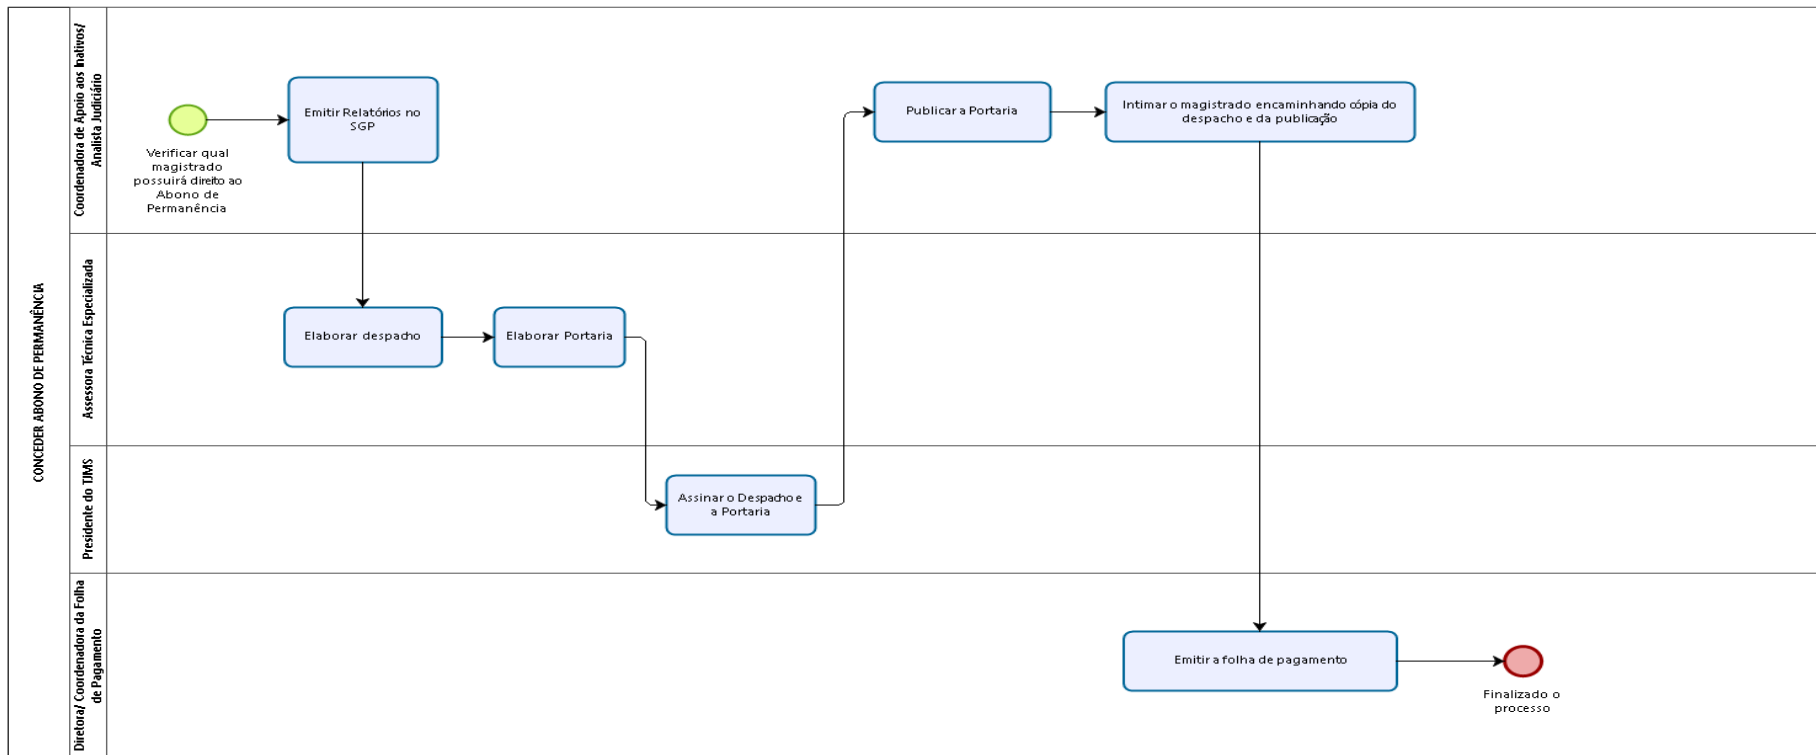 CONCEDER ABONO DE PERMANÊNCIA
Coordenadora de Apoio aos Inativos/
Analista Judiciário
Verificar qual
magistrado
possuirá direito ao
Abono de
Permanência
Emitir Relatórios no
SGP
Publicar a Portaria
Intimar o magistrado encaminhando cópia do
despacho e da publicação
Assessora Técnica Especializada
Elaborar despacho
Elaborar Portaria
Presidente do TJMS
Assinar o Despacho e
a Portaria
Diretora/ Coordenadora da Folha
de Pagamento
Emitir a folha de pagamento
Finalizado o
processo